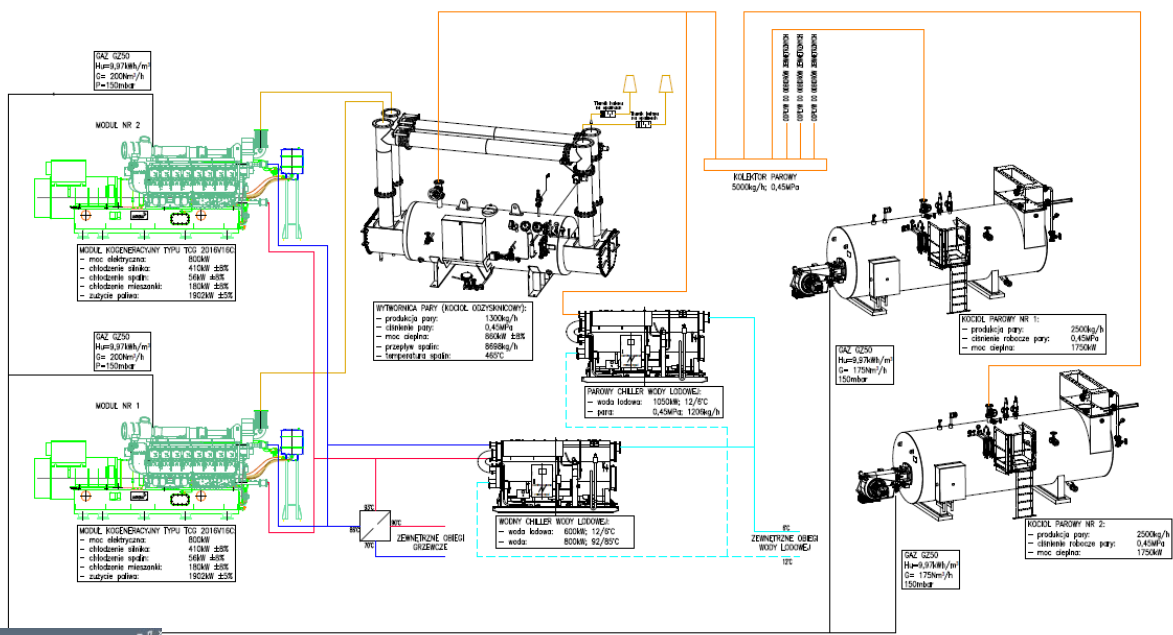 GAZ GZ50
Hu=9,97kWh/m³
G= 200Nm³/h
P=150mbar
MODUŁ NR 2
MODUŁ KOGENERACYJNY TYPU TCG 2016V16C
- moc elektryczna: 800kW
- chłodzenie silnika: 410kW ±8%
- chłodzenie spalin: 56kW ±8%
- chłodzenie mieszanki: 180kW ±8%
- zużycie paliwa: 1902kW ±5%
GAZ GZ50
Hu=9,97kWh/m³
G= 200Nm³/h
P=150mbar
MODUŁ NR 1
MODUŁ KOGENERACYJNY TYPU TCG 2016V16C
- moc elektryczna: 800kW
- chłodzenie silnika: 410kW ±8%
- chłodzenie spalin: 56kW ±8%
- chłodzenie mieszanki: 180kW ±8%
- zużycie paliwa: 1902kW ±5%
WYTWORNICA PARY (KOCIOŁ ODZYSKNICOWY):
- produkcja pary: 1300kg/h
- ciśnienie pary: 0,45MPa
- moc cieplna: 860kW ±8%
- przepływ spalin: 8698kg/h
- temperatura spalin: 465°C
KOLEKTOR PAROWY
5000kg/h; 0,45MPa
PAROWY CHILLER WODY LODOWEJ:
- woda lodowa: 1050kW; 12/6°C
- para: 0,45MPa; 1206kg/h
WODNY CHILLER WODY LODOWEJ:
- woda lodowa: 600kW; 12/6°C
- woda: 800kW; 92/85°C
93°C
90°C
85°C
70°C
ZEWNĘTRZNE OBIEGI
GRZEWCZE
6°C
ZEWNĘTRZNE OBIEGI
WODY LODOWEJ
12°C
KOCIOŁ PAROWY NR 1:
- produkcja pary: 2500kg/h
- ciśnienie robocze pary: 0,45MPa
- moc cieplna: 1750kW
GAZ GZ50
Hu=9,97kWh/m³
G= 175Nm³/h
150mbar
KOCIOŁ PAROWY NR 2:
- produkcja pary: 2500kg/h
- ciśnienie robocze pary: 0,45MPa
- moc cieplna: 1750kW
GAZ GZ50
Hu=9,97kWh/m³
G= 175Nm³/h
150mbar